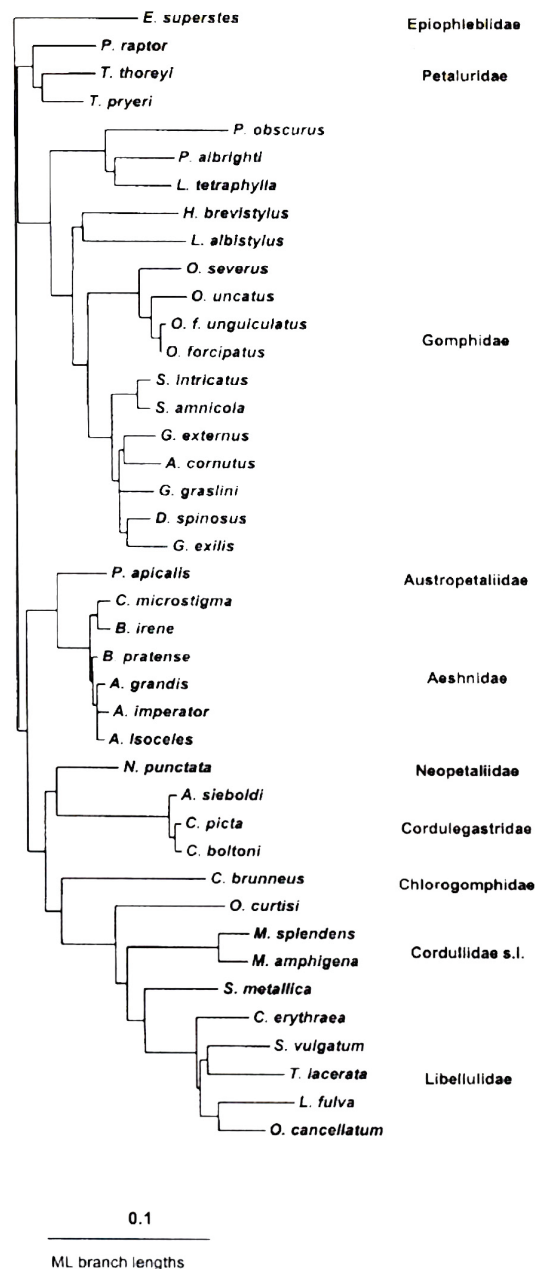 E. superstes Epiophlebiidae
P. raptor
T. thoreyi Petaluridae
T. pryeri
P. obscurus
P. albrighti
L. tetraphylla
H. brevistylus
L. albistylus
O. severus
O. uncatus
O. f. unguiculatus
Gomphidae
O. forcipatus
S. intricatus
S. amnicola
G. externus
A. cornutus
G. graslini
D. spinosus
G. exilis
P. apicalis Austropetaliidae
C. microstigma
B. irene
B pratense
A. grandis Aeshnidae
A. imperator
A. Isoceles
N. punctata Neopetaliidae
A. sieboldi
C. picta Cordulegastridae
C. boltoni
C. brunneus Chlorogomphidae
O. curtisi
M. splendens
Corduliidae s.l.
M. amphigena
S. metallica
C. erythraea
S. vulgatum
T. lacerata Libellulidae
L. fulva
O. cancellatum
0.1
ML branch lengths